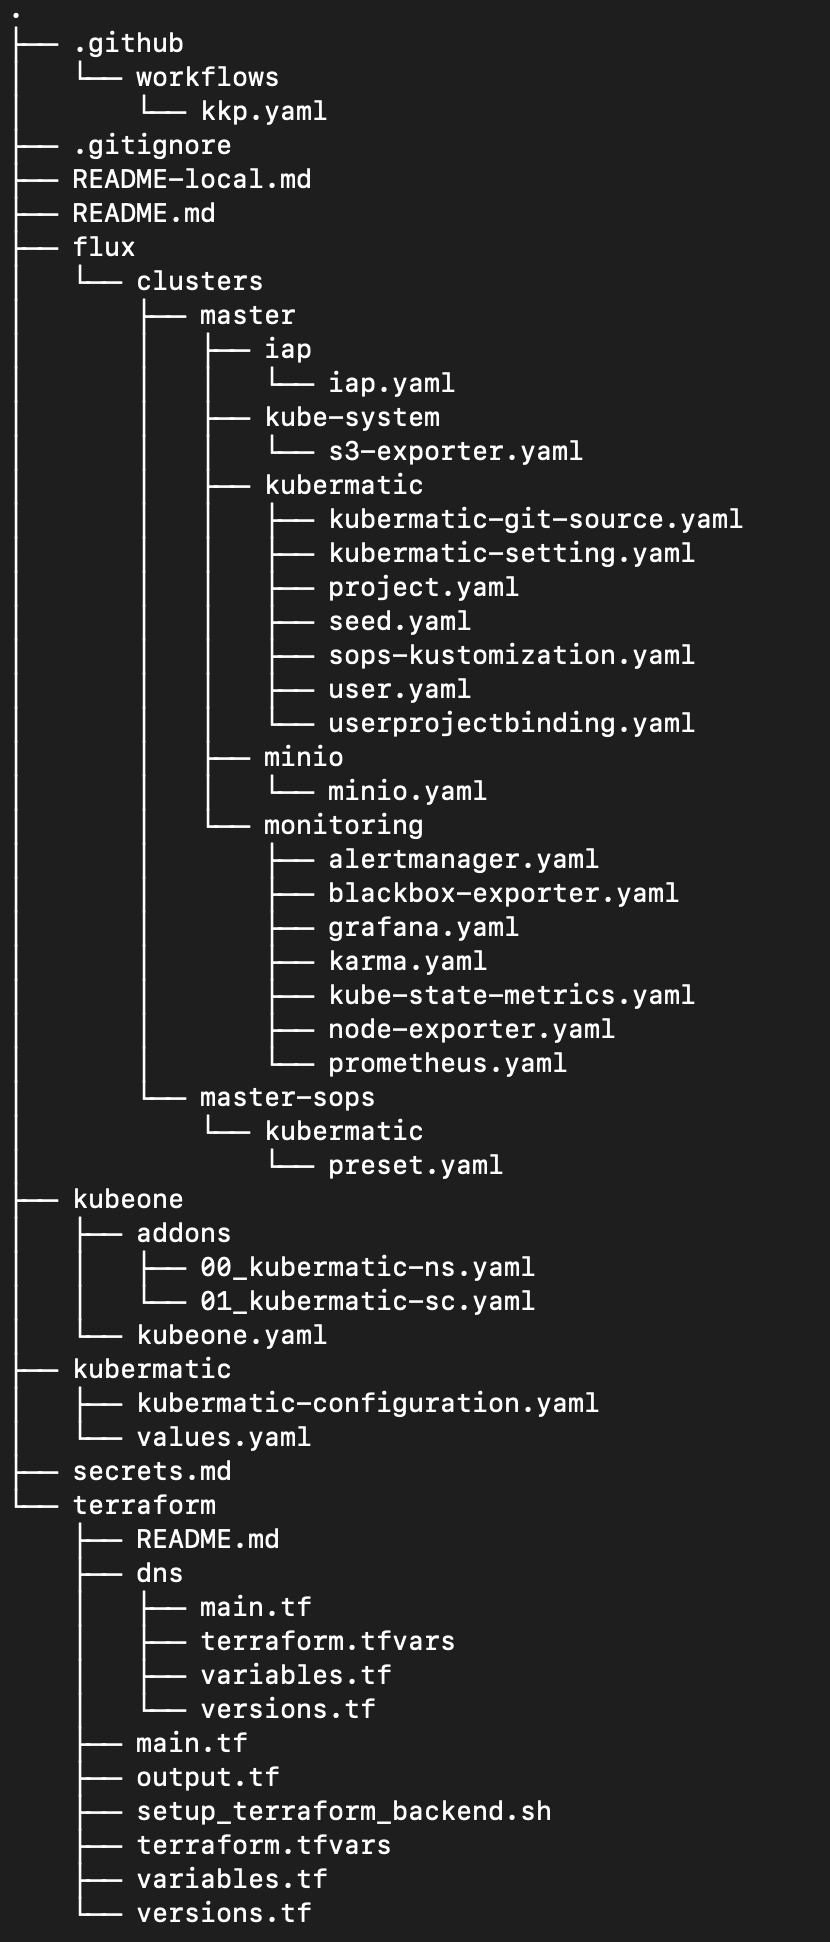 .
├── .github
│   └── workflows
│       └── kkp.yaml
├── .gitignore
├── README-local.md
├── README.md
├── flux
│   └── clusters
│       ├── master
│       │   ├── iap
│       │   │   └── iap.yaml
│       │   ├── kube-system
│       │   │   └── s3-exporter.yaml
│       │   ├── kubermatic
│       │   │   ├── kubermatic-git-source.yaml
│       │   │   ├── kubermatic-setting.yaml
│       │   │   ├── project.yaml
│       │   │   ├── seed.yaml
│       │   │   ├── sops-kustomization.yaml
│       │   │   ├── user.yaml
│       │   │   └── userprojectbinding.yaml
│       │   ├── minio
│       │   │   └── minio.yaml
│       │   └── monitoring
│       │       ├── alertmanager.yaml
│       │       ├── blackbox-exporter.yaml
│       │       ├── grafana.yaml
│       │       ├── karma.yaml
│       │       ├── kube-state-metrics.yaml
│       │       ├── node-exporter.yaml
│       │       └── prometheus.yaml
│       └── master-sops
│           └── kubermatic
│               └── preset.yaml
├── kubeone
│   ├── addons
│   │   ├── 00_kubermatic-ns.yaml
│   │   └── 01_kubermatic-sc.yaml
│   └── kubeone.yaml
├── kubermatic
│   ├── kubermatic-configuration.yaml
│   └── values.yaml
├── secrets.md
└── terraform
    ├── README.md
    ├── dns
    │   ├── main.tf
    │   ├── terraform.tfvars
    │   ├── variables.tf
    │   └── versions.tf
    ├── main.tf
    ├── output.tf
    ├── setup_terraform_backend.sh
    ├── terraform.tfvars
    ├── variables.tf
    └── versions.tf